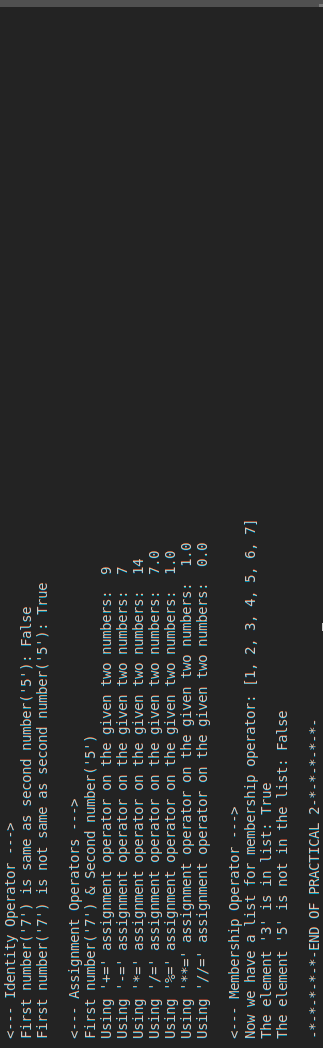 <--- Identity Operator --->
First number('7') is same as second number('5'): False
First number('7') is not same as second number('5'): True
<--- Assignment Operators --->
First number('7') & Second number('5')
Using '+=' assignment operator on the given two numbers: 9
Using '-=' assignment operator on the given two numbers: 7
Using '*=' assignment operator on the given two numbers: 14
Using '/=' assignment operator on the given two numbers: 7.0
Using '%=' assignment operator on the given two numbers: 1.0
Using '**=' assignment operator on the given two numbers: 1.0
Using '//=' assignment operator on the given two numbers: 0.0
<--- Membership Operator --->
Now we have a list for membership operator: [1, 2, 3, 4, 5, 6, 7]
The element '3' is in list: True
The element '5' is not in the list: False
-*-*-*-*-*-END OF PRACTICAL 2-*-*-*-*-*-